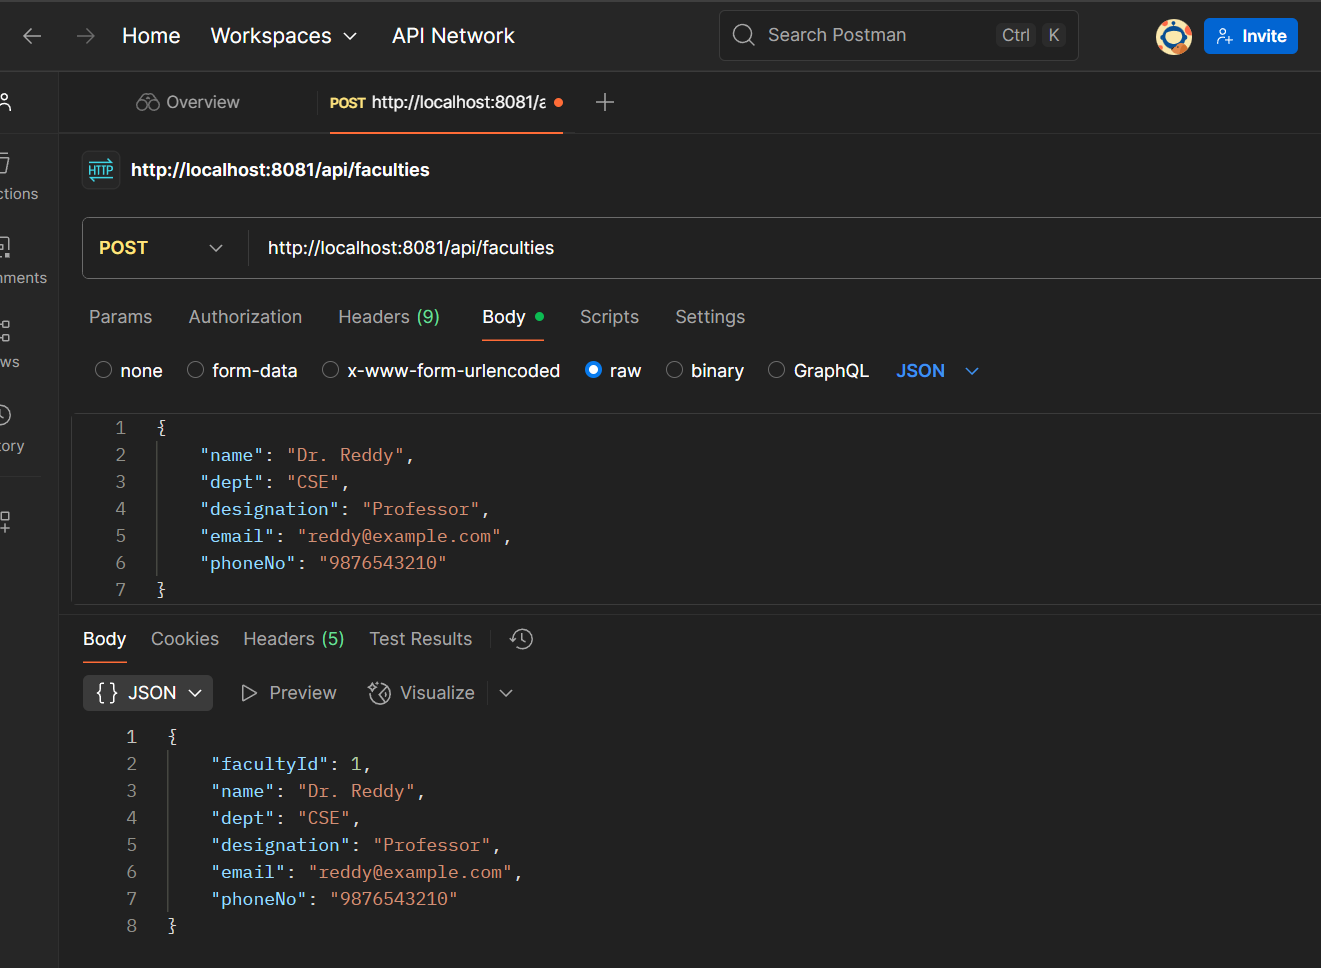 Home Workspaces API Network Search Postman Ctrl K Invite
Overview POST http://localhost:8081/a
HTTP http://localhost:8081/api/faculties
ctions
POST http://localhost:8081/api/faculties
nments
Params Authorization Headers (9) Body Scripts Settings
ws
none form-data x-www-form-urlencoded raw binary GraphQL JSON
tory
1 {
2 "name": "Dr. Reddy",
3 "dept": "CSE",
4 "designation": "Professor",
5 "email": "reddy@example.com",
6 "phoneNo": "9876543210"
7 }
Body Cookies Headers (5) Test Results
{} JSON Preview Visualize
1 {
2 "facultyId": 1,
3 "name": "Dr. Reddy",
4 "dept": "CSE",
5 "designation": "Professor",
6 "email": "reddy@example.com",
7 "phoneNo": "9876543210"
8 }